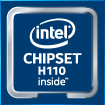 intel
CHIPSET
H110
inside™